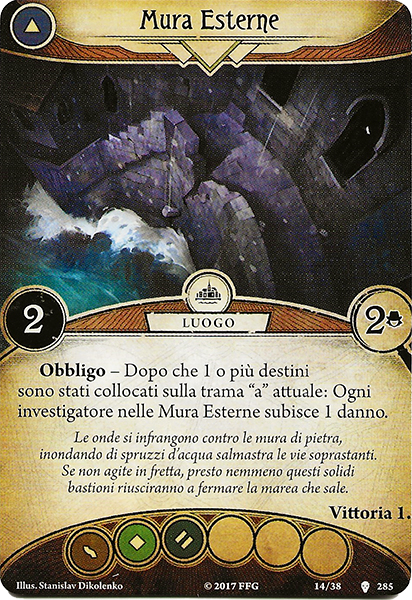 Mura Esterne
2
LUOGO
2
Obbligo – Dopo che 1 o più destini
sono stati collocati sulla trama “a” attuale: Ogni
investigatore nelle Mura Esterne subisce 1 danno.
Le onde si infrangono contro le mura di pietra,
inondando di spruzzi d'acqua salmastra le vie soprastanti.
Se non agite in fretta, presto nemmeno questi solidi
bastioni riusciranno a fermare la marea che sale.
Vittoria 1.
Illus. Stanislav Dikolenko © 2017 FFG 14/38 285